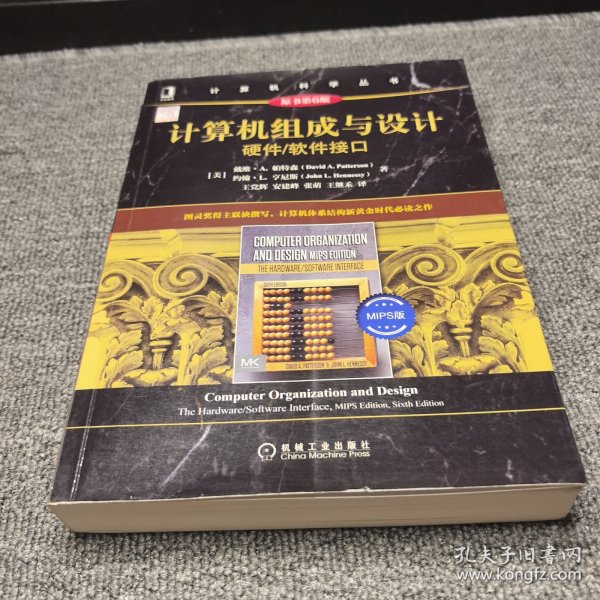 计算机科学丛书
原书第6版
计算机组成与设计
硬件/软件接口
[美] 戴维·A. 帕特森 (David A. Patterson)
约翰·L. 亨尼斯 (John L. Hennessy) 著
王党辉 安建峰 张萌 王继禾 译
图灵奖得主联袂撰写，计算机体系结构新黄金时代必读之作
COMPUTER ORGANIZATION
AND DESIGN MIPS EDITION
THE HARDWARE/SOFTWARE INTERFACE
SIXTH EDITION
MIPS版
MK
DAVID A. PATTERSON & JOHN L. HENNESSY
Computer Organization and Design
The Hardware/Software Interface, MIPS Edition, Sixth Edition
机械工业出版社
China Machine Press
孔夫子旧书网
www.kongfz.com